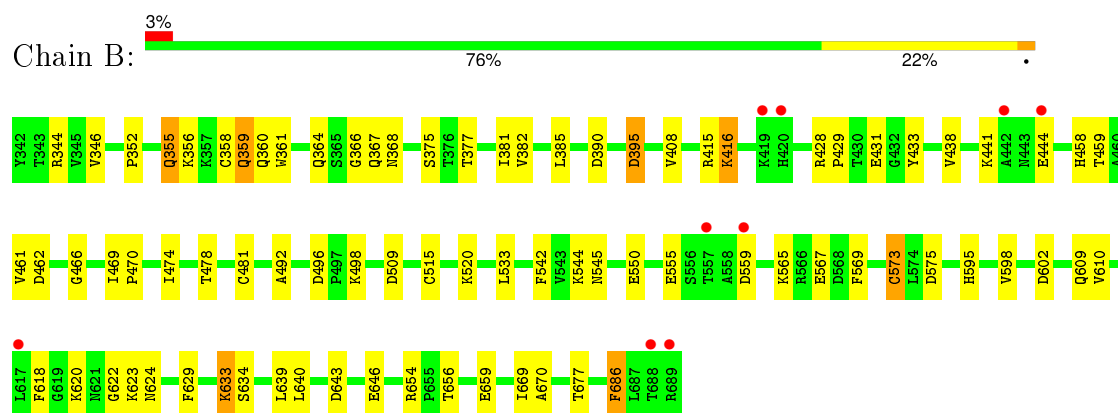 3%
Chain B:
76% 22% •
Y342 T343 R344 V345 V346 P352 Q355 K356 K357 C358 Q359 Q360 W361 Q364 S365 G366 Q367 N368 S375 T376 T377 I381 V382 L385 D390 D395 V408 R415 K416 K419 H420 R428 P429 T430 E431 G432 Y433 V438 K441 A442 N443 E444 H458 T459 A460
V461 D462 G466 I469 P470 I474 T478 C481 A492 D496 P497 K498 D509 C515 K520 L533 F542 V543 K544 N545 E550 E555 S556 T557 A558 D559 K565 R566 E567 D568 F569 C573 L574 D575 H595 V598 D602 Q609 V610
L617 F618 G619 K620 N621 G622 K623 N624 F629 K633 S634 L639 L640 D643 E646 R654 P655 T656 E659 I669 A670 T677 F686 L687 T688 R689